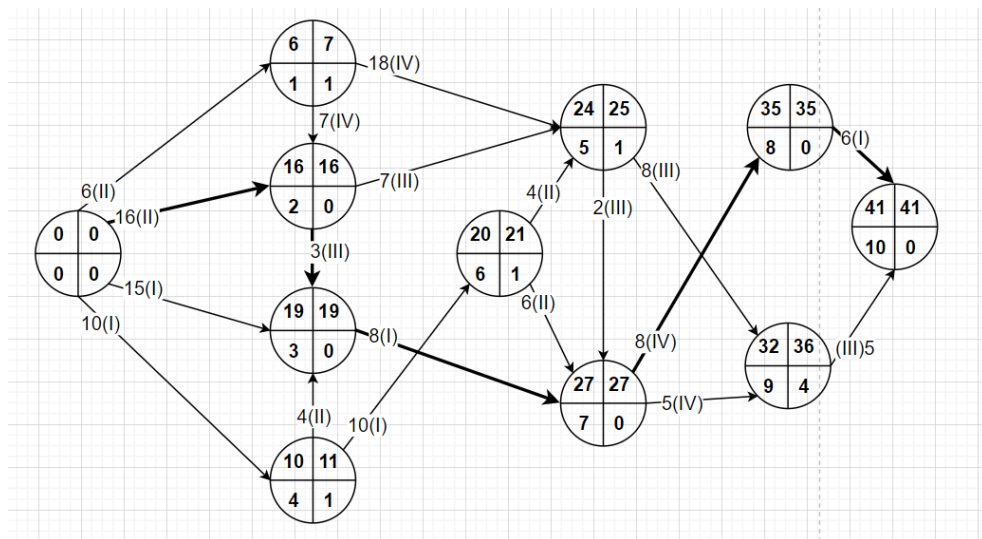 6 7
1 1
18(IV)
7(IV)
16 16
2 0
7(III)
6(II)
16(II)
0 0
0 0
15(I)
10(I)
3(III)
19 19
3 0
8(I)
4(II)
10(I)
10 11
4 1
20 21
6 1
4(II)
6(II)
24 25
5 1
8(III)
2(III)
27 27
7 0
8(IV)
5(IV)
35 35
8 0
6(I)
41 41
10 0
32 36
9 4
(III)5